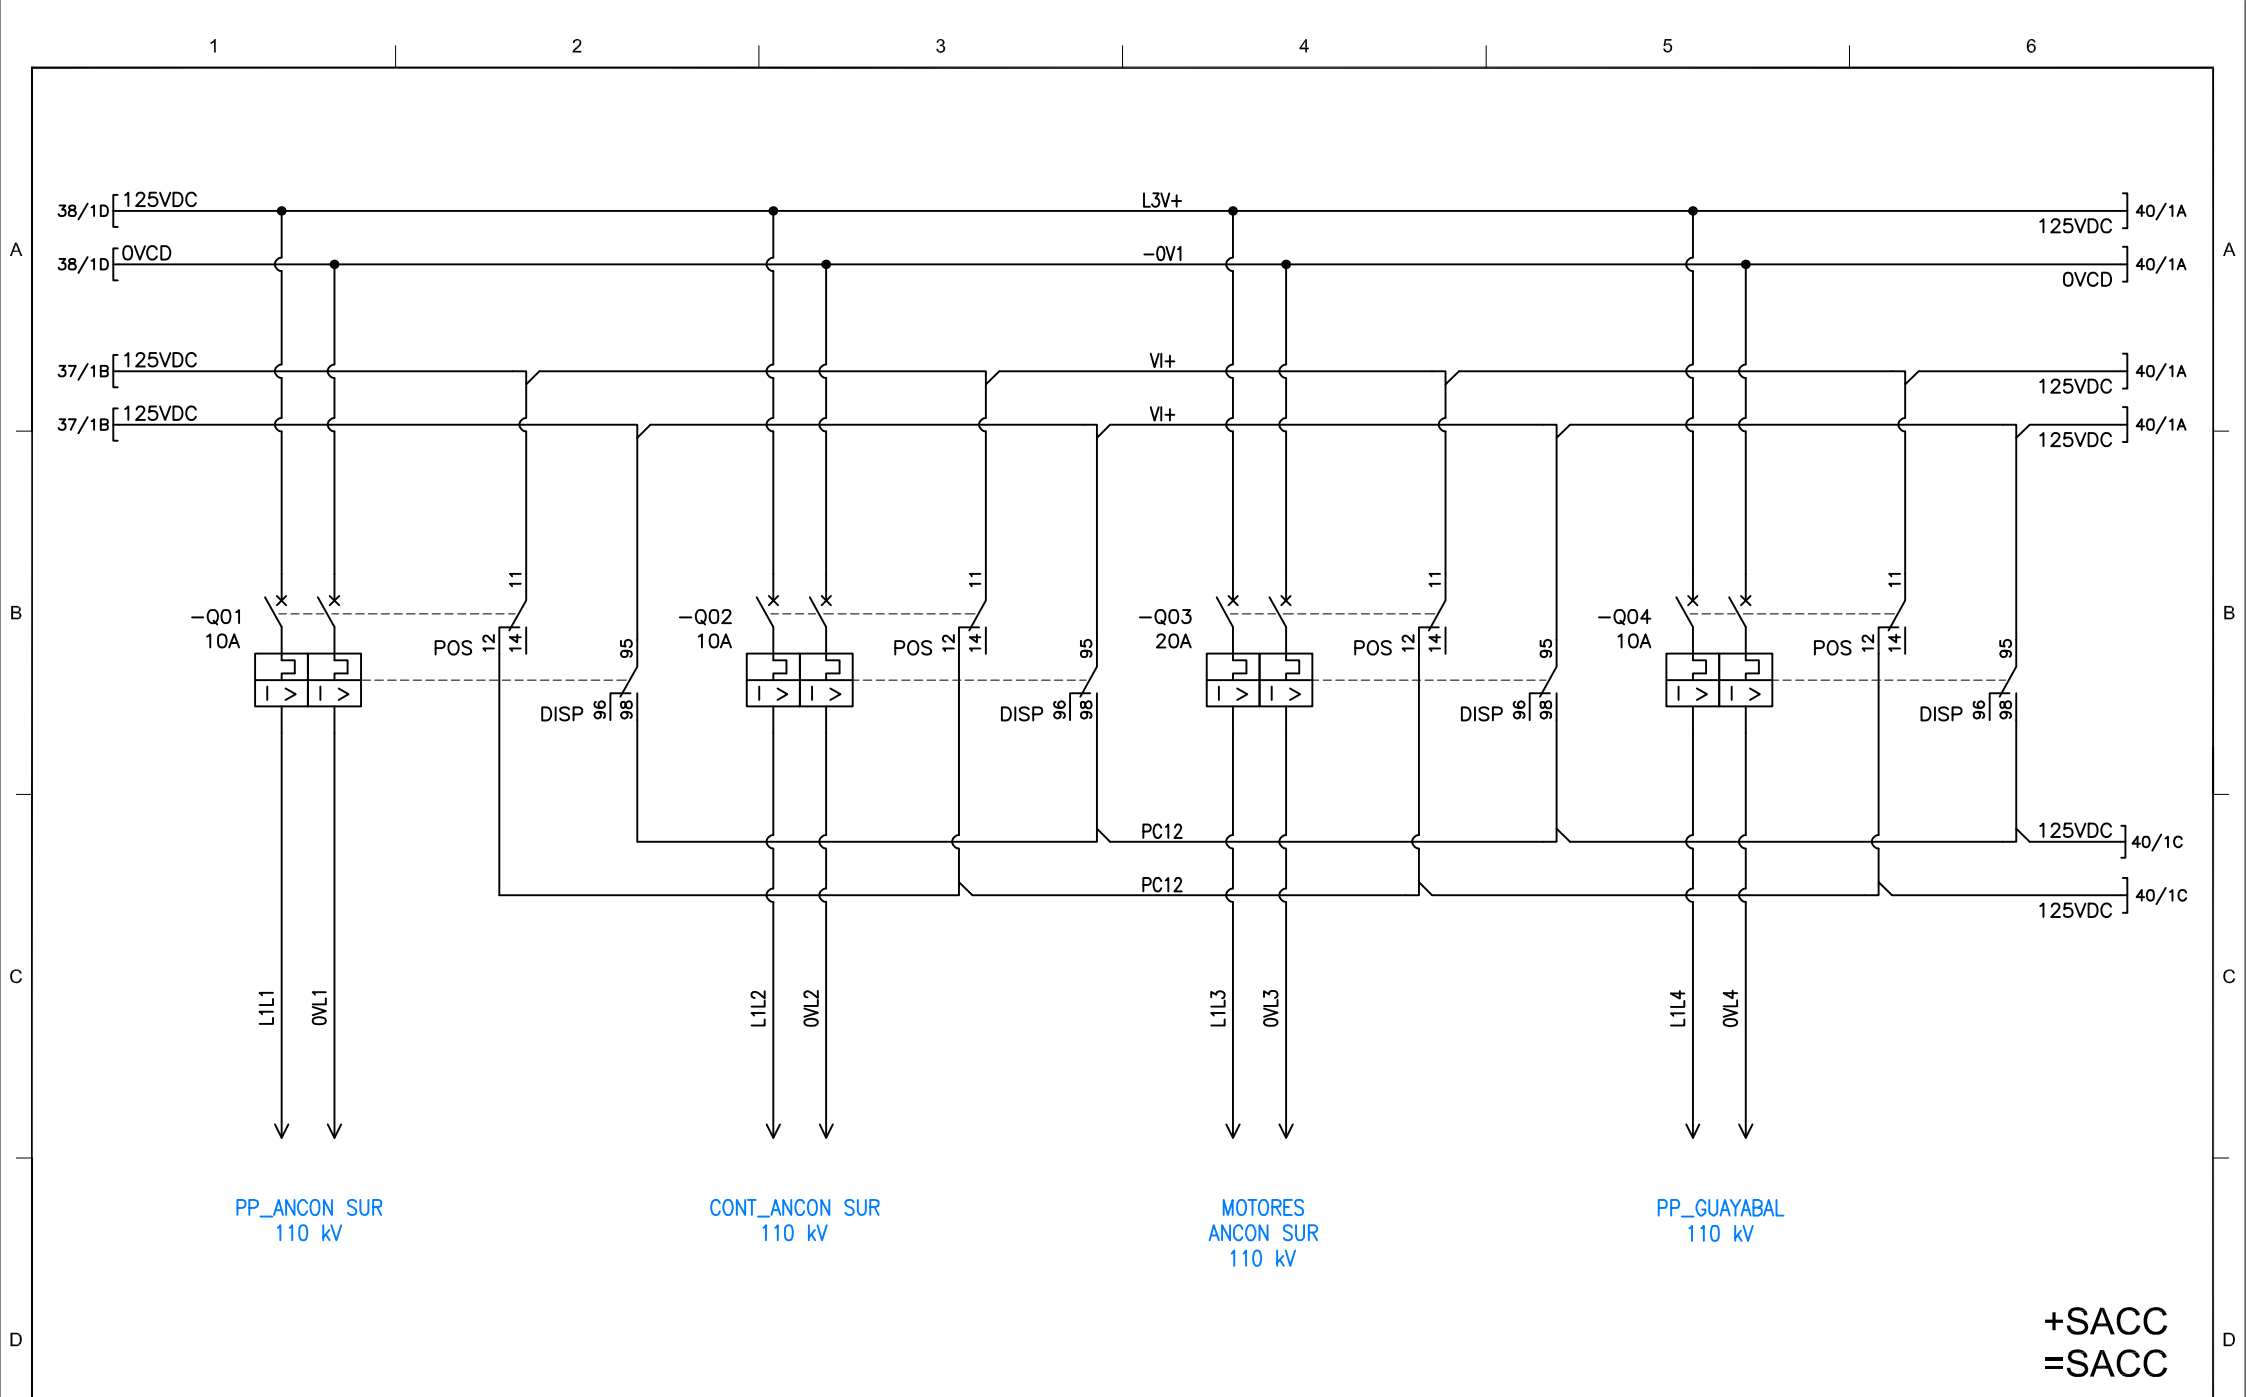 1 2 3 4 5 6
38/1D 125VDC L3V+ 125VDC 40/1A
A 38/1D 0VCD -0V1 0VCD 40/1A A
37/1B 125VDC VI+ 125VDC 40/1A
37/1B 125VDC VI+ 125VDC 40/1A
11 11 11 11
B -Q01 -Q02 -Q03 -Q04 B
10A 10A 20A 10A
POS 12 14 95 POS 12 14 95 POS 12 14 95 POS 12 14 95
I > I > I > I > I > I > I > I >
DISP 96 98 DISP 96 98 DISP 96 98 DISP 96 98
PC12 125VDC 40/1C
PC12 125VDC 40/1C
C C
L1L1 0VL1 L1L2 0VL2 L1L3 0VL3 L1L4 0VL4
PP_ANCON SUR
110 kV
CONT_ANCON SUR
110 kV
MOTORES
ANCON SUR
110 kV
PP_GUAYABAL
110 kV
D D
+SACC
=SACC